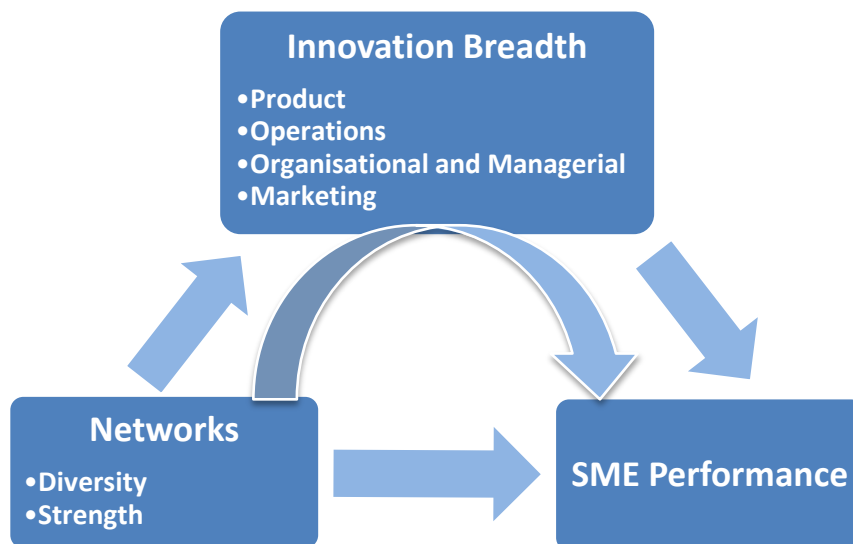 Innovation Breadth
•Product
•Operations
•Organisational and Managerial
•Marketing
Networks
•Diversity
•Strength
SME Performance